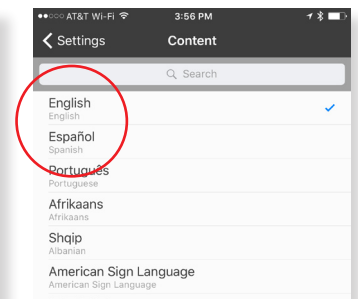 AT&T Wi-Fi 3:56 PM
Settings Content
Search
English
English
Español
Spanish
Português
Portuguese
Afrikaans
Afrikaans
Shqip
Albanian
American Sign Language
American Sign Language